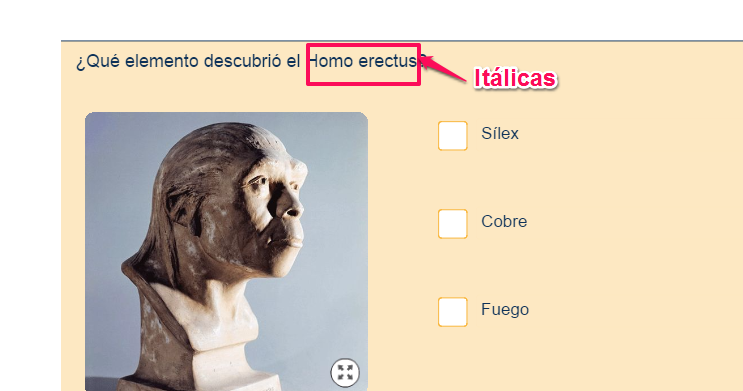 ¿Qué elemento descubrió el Homo erectus?
Itálicas
Sílex
Cobre
Fuego